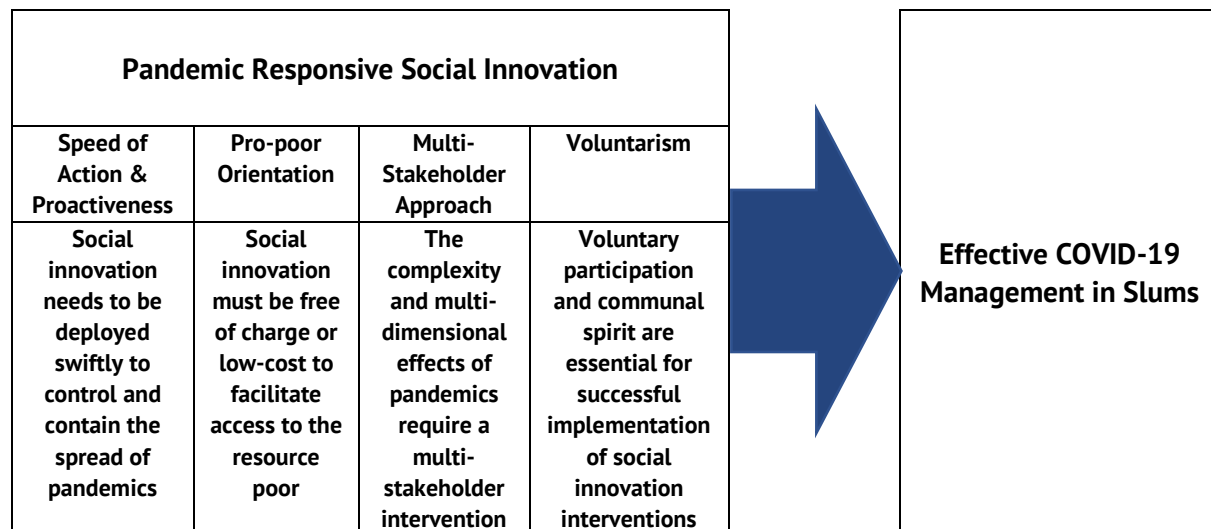 Pandemic Responsive Social Innovation
Speed of
Action &
Proactiveness
Pro-poor
Orientation
Multi-
Stakeholder
Approach
Voluntarism
Social
innovation
needs to be
deployed
swiftly to
control and
contain the
spread of
pandemics
Social
innovation
must be free
of charge or
low-cost to
facilitate
access to the
resource
poor
The
complexity
and multi-
dimensional
effects of
pandemics
require a
multi-
stakeholder
intervention
Voluntary
participation
and communal
spirit are
essential for
successful
implementation
of social
innovation
interventions
Effective COVID-19
Management in Slums